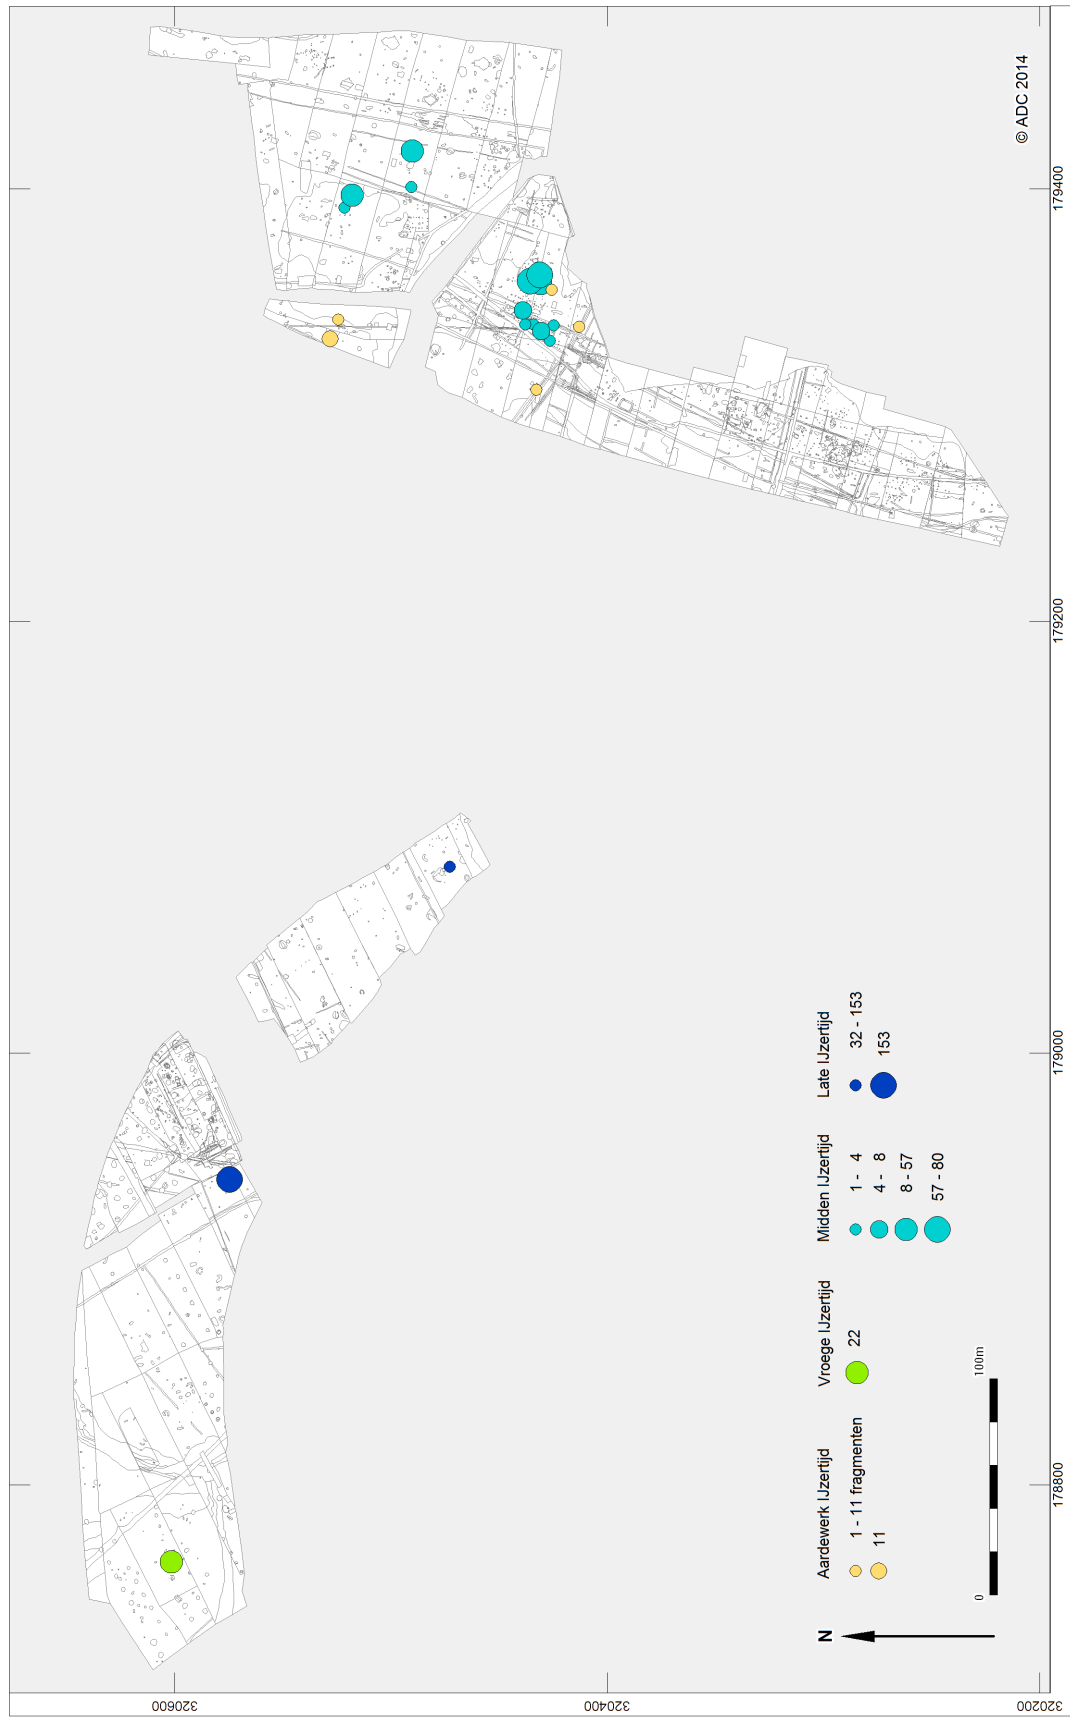 © ADC 2014
320600
320400
320200
178800
179000
179200
179400
N
0
100m
Aardewerk IJzertijd
1 - 11 fragmenten
11
Vroege IJzertijd
22
Midden IJzertijd
1 - 4
4 - 8
8 - 57
57 - 80
Late IJzertijd
32 - 153
153